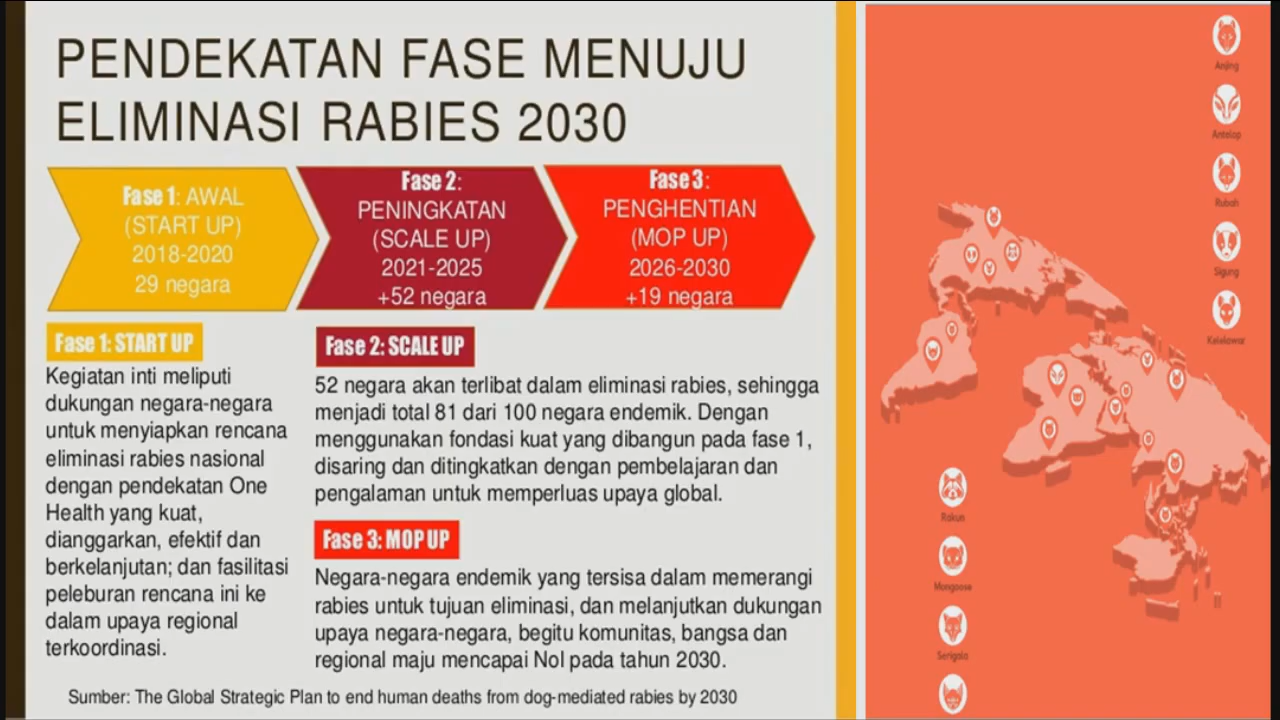 PENDEKATAN FASE MENUJU
ELIMINASI RABIES 2030
Fase 1: AWAL
(START UP)
2018-2020
29 negara
Fase 2:
PENINGKATAN
(SCALE UP)
2021-2025
+52 negara
Fase 3:
PENGHENTIAN
(MOP UP)
2026-2030
+19 negara
Fase 1: START UP
Kegiatan inti meliputi
dukungan negara-negara
untuk menyiapkan rencana
eliminasi rabies nasional
dengan pendekatan One
Health yang kuat,
dianggarkan, efektif dan
berkelanjutan; dan fasilitasi
peleburan rencana ini ke
dalam upaya regional
terkoordinasi.
Fase 2: SCALE UP
52 negara akan terlibat dalam eliminasi rabies, sehingga
menjadi total 81 dari 100 negara endemik. Dengan
menggunakan fondasi kuat yang dibangun pada fase 1,
disaring dan ditingkatkan dengan pembelajaran dan
pengalaman untuk memperluas upaya global.
Fase 3: MOP UP
Negara-negara endemik yang tersisa dalam memerangi
rabies untuk tujuan eliminasi, dan melanjutkan dukungan
upaya negara-negara, begitu komunitas, bangsa dan
regional maju mencapai Nol pada tahun 2030.
Sumber: The Global Strategic Plan to end human deaths from dog-mediated rabies by 2030
Anjing
Antelop
Rubah
Sigung
Kelelawar
Rakun
Mongoose
Serigala